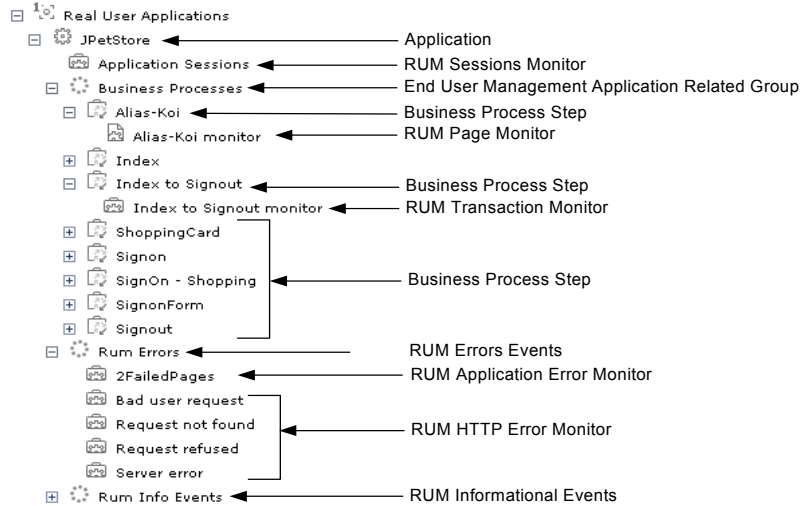 Real User Applications
JPetStore Application
Application Sessions RUM Sessions Monitor
Business Processes End User Management Application Related Group
Alias-Koi Business Process Step
Alias-Koi monitor RUM Page Monitor
Index
Index to Signout Business Process Step
Index to Signout monitor RUM Transaction Monitor
ShoppingCard
Signon
SignOn - Shopping Business Process Step
SignonForm
Signout
Rum Errors RUM Errors Events
2FailedPages RUM Application Error Monitor
Bad user request
Request not found RUM HTTP Error Monitor
Request refused
Server error
Rum Info Events RUM Informational Events